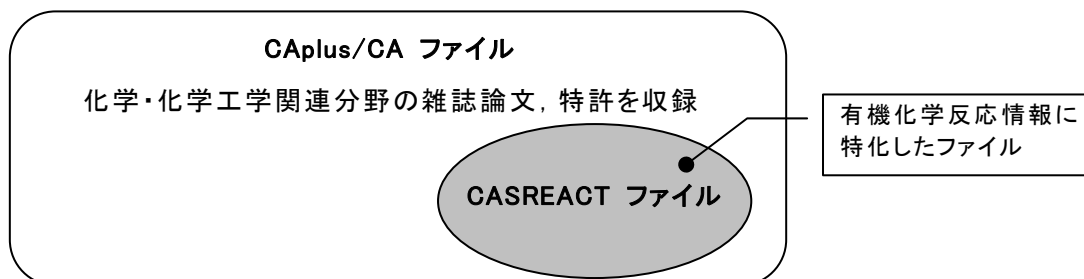 CAplus/CA ファイル
化学・化学工学関連分野の雑誌論文, 特許を収録
有機化学反応情報に
特化したファイル
CASREACT ファイル